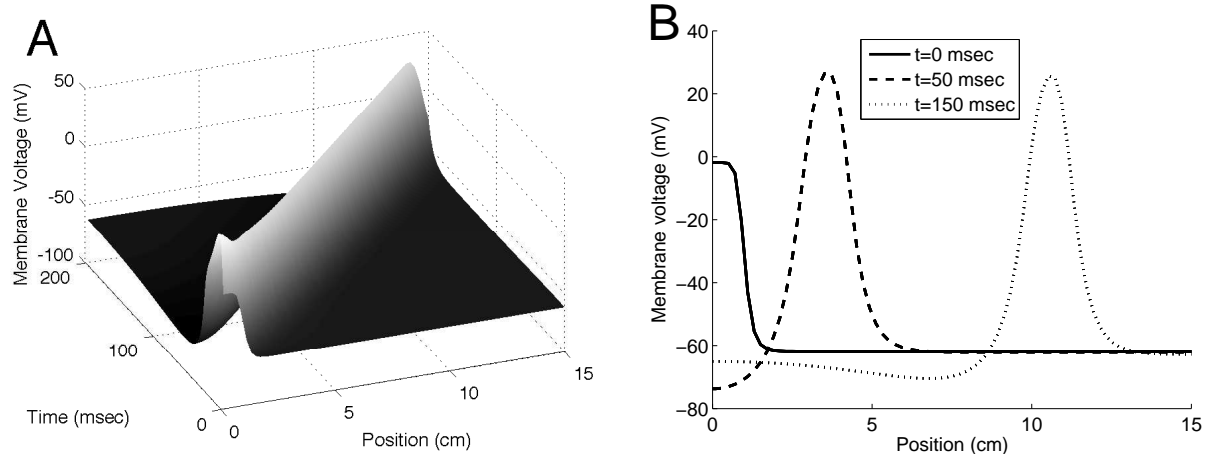 A
Membrane Voltage (mV)
50
0
-50
-100
200
100
0
Time (msec)
0
5
10
15
Position (cm)
B
Membrane voltage (mV)
40
20
0
−20
−40
−60
−80
0
5
10
15
Position (cm)
t=0 msec
t=50 msec
t=150 msec